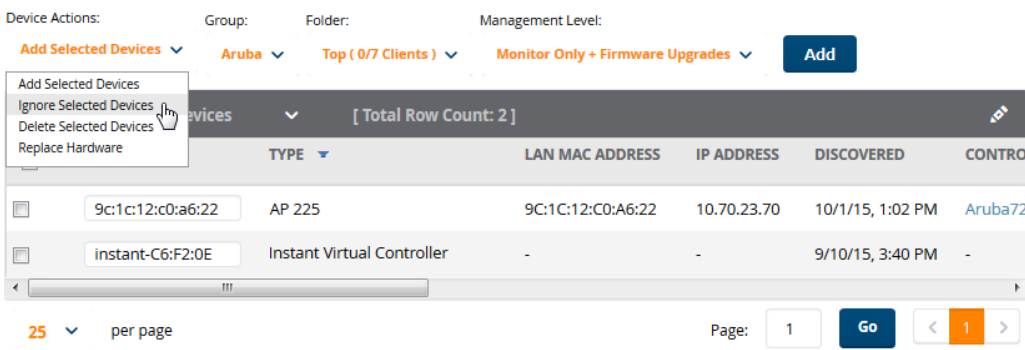 Device Actions: Group: Folder: Management Level:
Add Selected Devices Aruba Top ( 0/7 Clients ) Monitor Only + Firmware Upgrades Add
Add Selected Devices
Ignore Selected Devices
Delete Selected Devices
Replace Hardware
evices [ Total Row Count: 2 ]
TYPE LAN MAC ADDRESS IP ADDRESS DISCOVERED CONTRO
9c:1c:12:c0:a6:22 AP 225 9C:1C:12:C0:A6:22 10.70.23.70 10/1/15, 1:02 PM Aruba72
instant-C6:F2:0E Instant Virtual Controller - - 9/10/15, 3:40 PM -
25 per page Page: 1 Go < 1 >